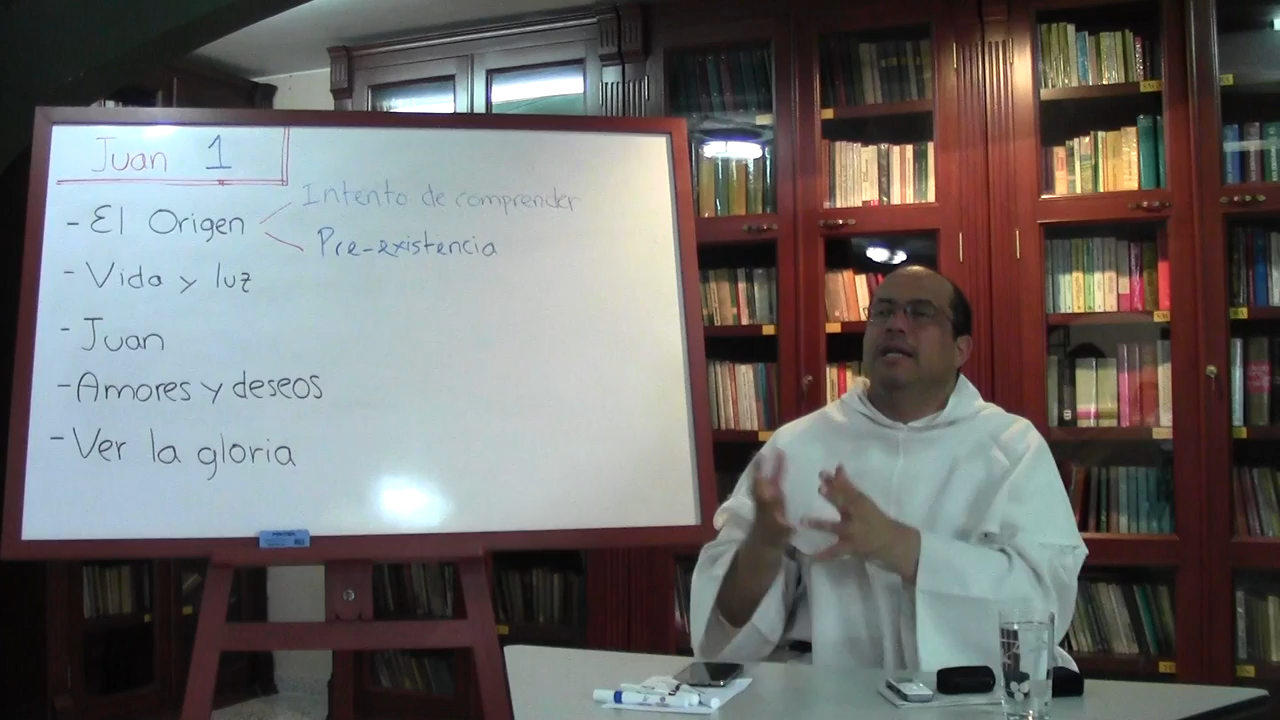 Juan 1
- El Origen
Intento de comprender
Pre-existencia
- Vida y luz
- Juan
- Amores y deseos
- Ver la gloria